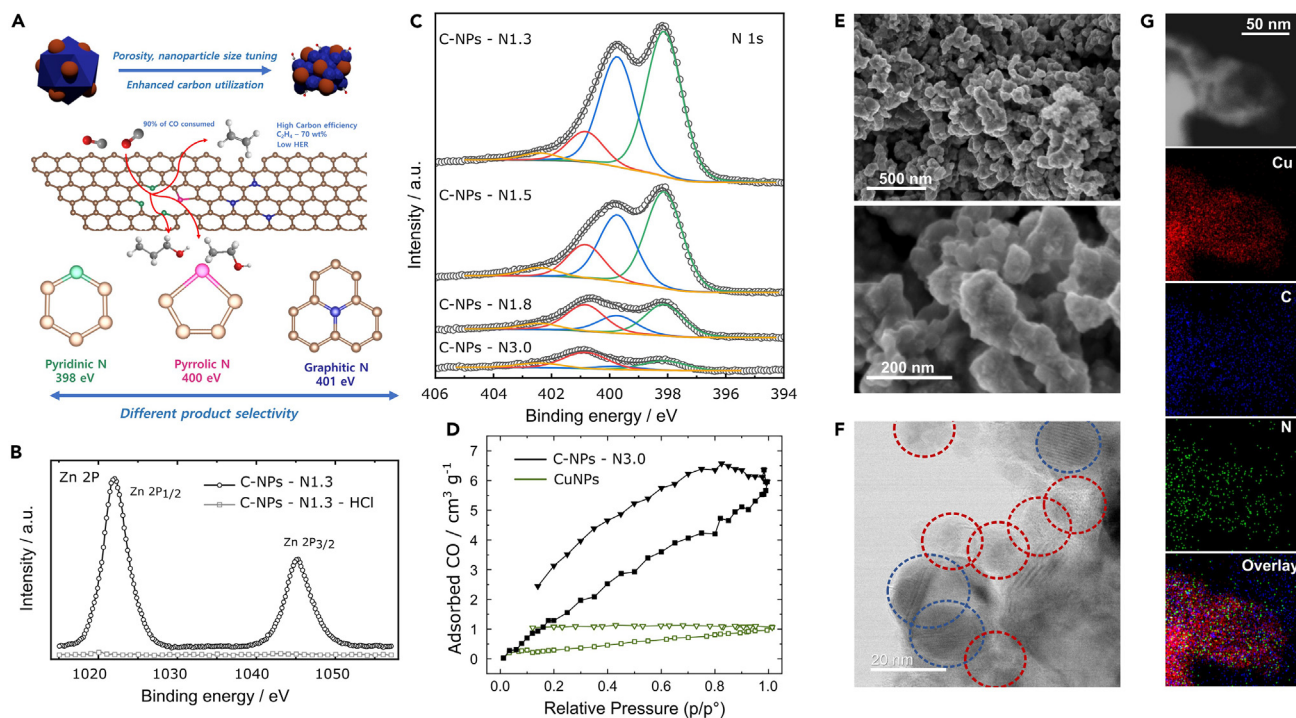 A
Porosity, nanoparticle size tuning
Enhanced carbon utilization
90% of CO consumed
High Carbon efficiency
C₂H₄ – 70 wt%
Low HER
Pyridinic N
398 eV
Pyrrolic N
400 eV
Graphitic N
401 eV
Different product selectivity
B
Zn 2P
Zn 2P1/2
Zn 2P3/2
C-NPs - N1.3
C-NPs - N1.3 - HCl
Intensity / a.u.
1020 1030 1040 1050
Binding energy / eV
C
N 1s
C-NPs - N1.3
C-NPs - N1.5
C-NPs - N1.8
C-NPs - N3.0
Intensity / a.u.
406 404 402 400 398 396 394
Binding energy / eV
D
C-NPs - N3.0
CuNPs
Adsorbed CO / cm³ g⁻¹
7
6
5
4
3
2
1
0
0.0 0.2 0.4 0.6 0.8 1.0
Relative Pressure (p/p°)
E
500 nm
200 nm
F
20 nm
G
50 nm
Cu
C
N
Overlay